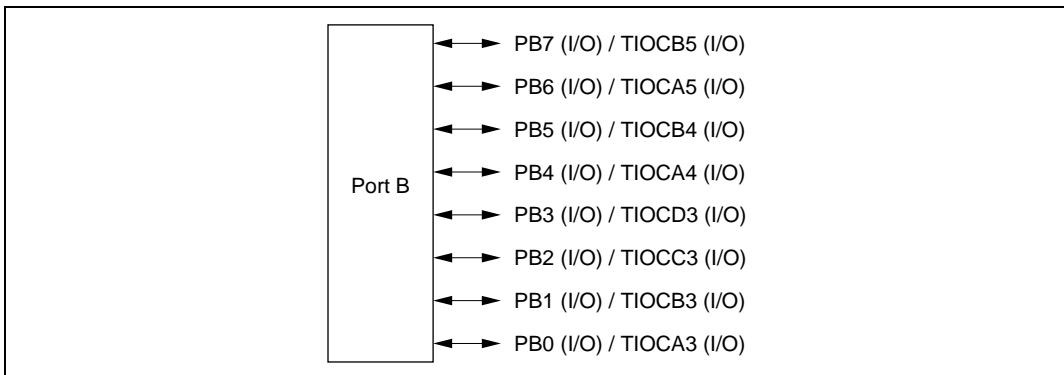 Port B
PB7 (I/O) / TIOCB5 (I/O)
PB6 (I/O) / TIOCA5 (I/O)
PB5 (I/O) / TIOCB4 (I/O)
PB4 (I/O) / TIOCA4 (I/O)
PB3 (I/O) / TIOCD3 (I/O)
PB2 (I/O) / TIOCC3 (I/O)
PB1 (I/O) / TIOCB3 (I/O)
PB0 (I/O) / TIOCA3 (I/O)